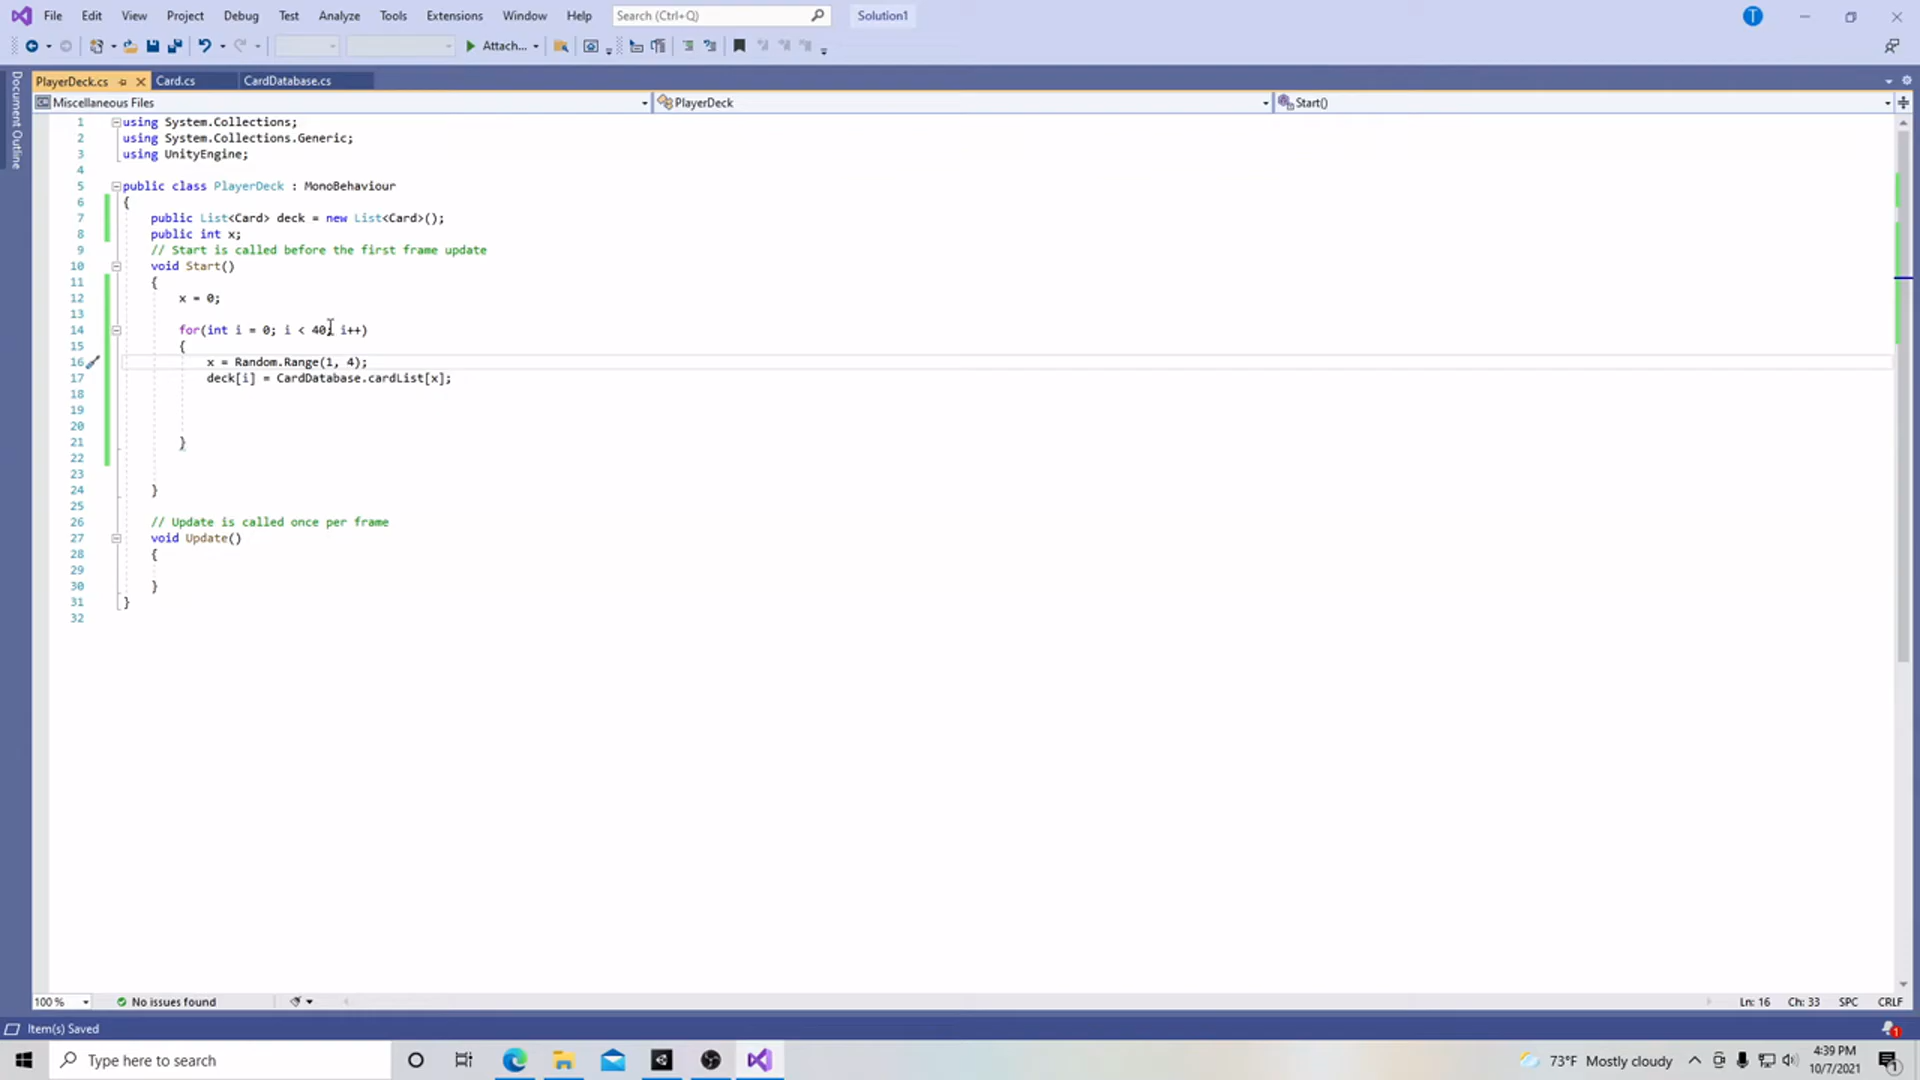 File Edit View Project Debug Test Analyze Tools Extensions Window Help Search (Ctrl+Q) Solution1 T
Attach...
PlayerDeck.cs Card.cs CardDatabase.cs
Document Outline
Miscellaneous Files PlayerDeck Start()
1 using System.Collections;
2 using System.Collections.Generic;
3 using UnityEngine;
4
5 public class PlayerDeck : MonoBehaviour
6 {
7 public List<Card> deck = new List<Card>();
8 public int x;
9 // Start is called before the first frame update
10 void Start()
11 {
12 x = 0;
13
14 for(int i = 0; i < 40; i++)
15 {
16 x = Random.Range(1, 4);
17 deck[i] = CardDatabase.cardList[x];
18
19
20
21 }
22
23
24 }
25
26 // Update is called once per frame
27 void Update()
28 {
29
30 }
31 }
32
100 % No issues found Ln: 16 Ch: 33 SPC CRLF
Item(s) Saved 1
Type here to search 73°F Mostly cloudy 4:39 PM
10/7/2021 1